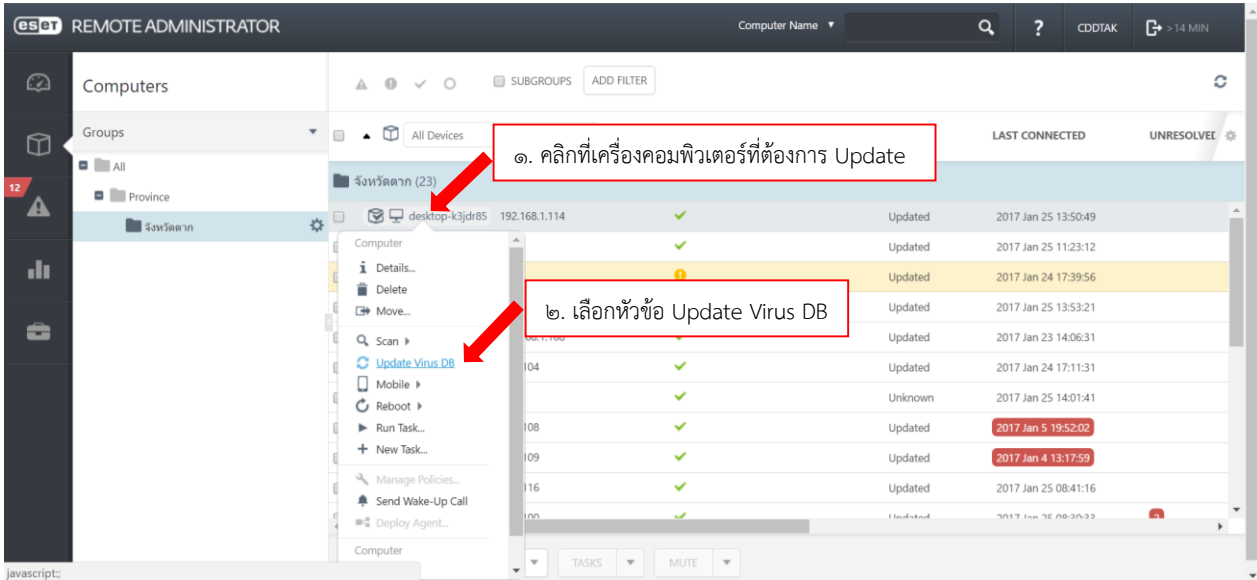 eset REMOTE ADMINISTRATOR
Computer Name ▼
?
CDDTAK
>14 MIN
Computers
SUBGROUPS
ADD FILTER
Groups
All Devices
LAST CONNECTED
๑. คลิกที่เครื่องคอมพิวเตอร์ที่ต้องการ Update
All
Province
จังหวัดตาก
12
จังหวัดตาก (23)
desktop-k3jdr85 192.168.1.114 Updated 2017 Jan 25 13:50:49
Updated 2017 Jan 25 11:23:12
Updated 2017 Jan 24 17:39:56
Updated 2017 Jan 25 13:53:21
Updated 2017 Jan 23 14:06:31
104 Updated 2017 Jan 24 17:11:31
Unknown 2017 Jan 25 14:01:41
108 Updated 2017 Jan 5 19:52:02
109 Updated 2017 Jan 4 13:17:59
116 Updated 2017 Jan 25 08:41:16
Computer
Details...
Delete
Move...
๒. เลือกหัวข้อ Update Virus DB
Scan
Update Virus DB
Mobile
Reboot
Run Task...
New Task...
Manage Policies...
Send Wake-Up Call
Deploy Agent...
Computer
TASKS
MUTE
javascript:;